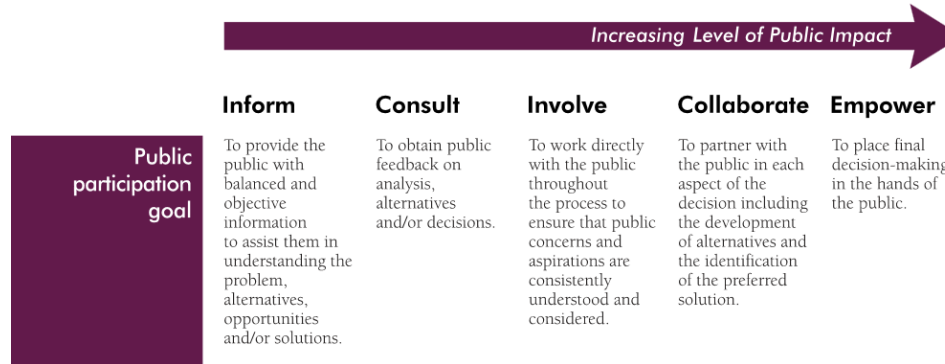 Increasing Level of Public Impact
Inform
Consult
Involve
Collaborate
Empower
Public
participation
goal
To provide the
public with
balanced and
objective
information
to assist them in
understanding the
problem,
alternatives,
opportunities
and/or solutions.
To obtain public
feedback on
analysis,
alternatives
and/or decisions.
To work directly
with the public
throughout
the process to
ensure that public
concerns and
aspirations are
consistently
understood and
considered.
To partner with
the public in each
aspect of the
decision including
the development
of alternatives and
the identification
of the preferred
solution.
To place final
decision-making
in the hands of
the public.